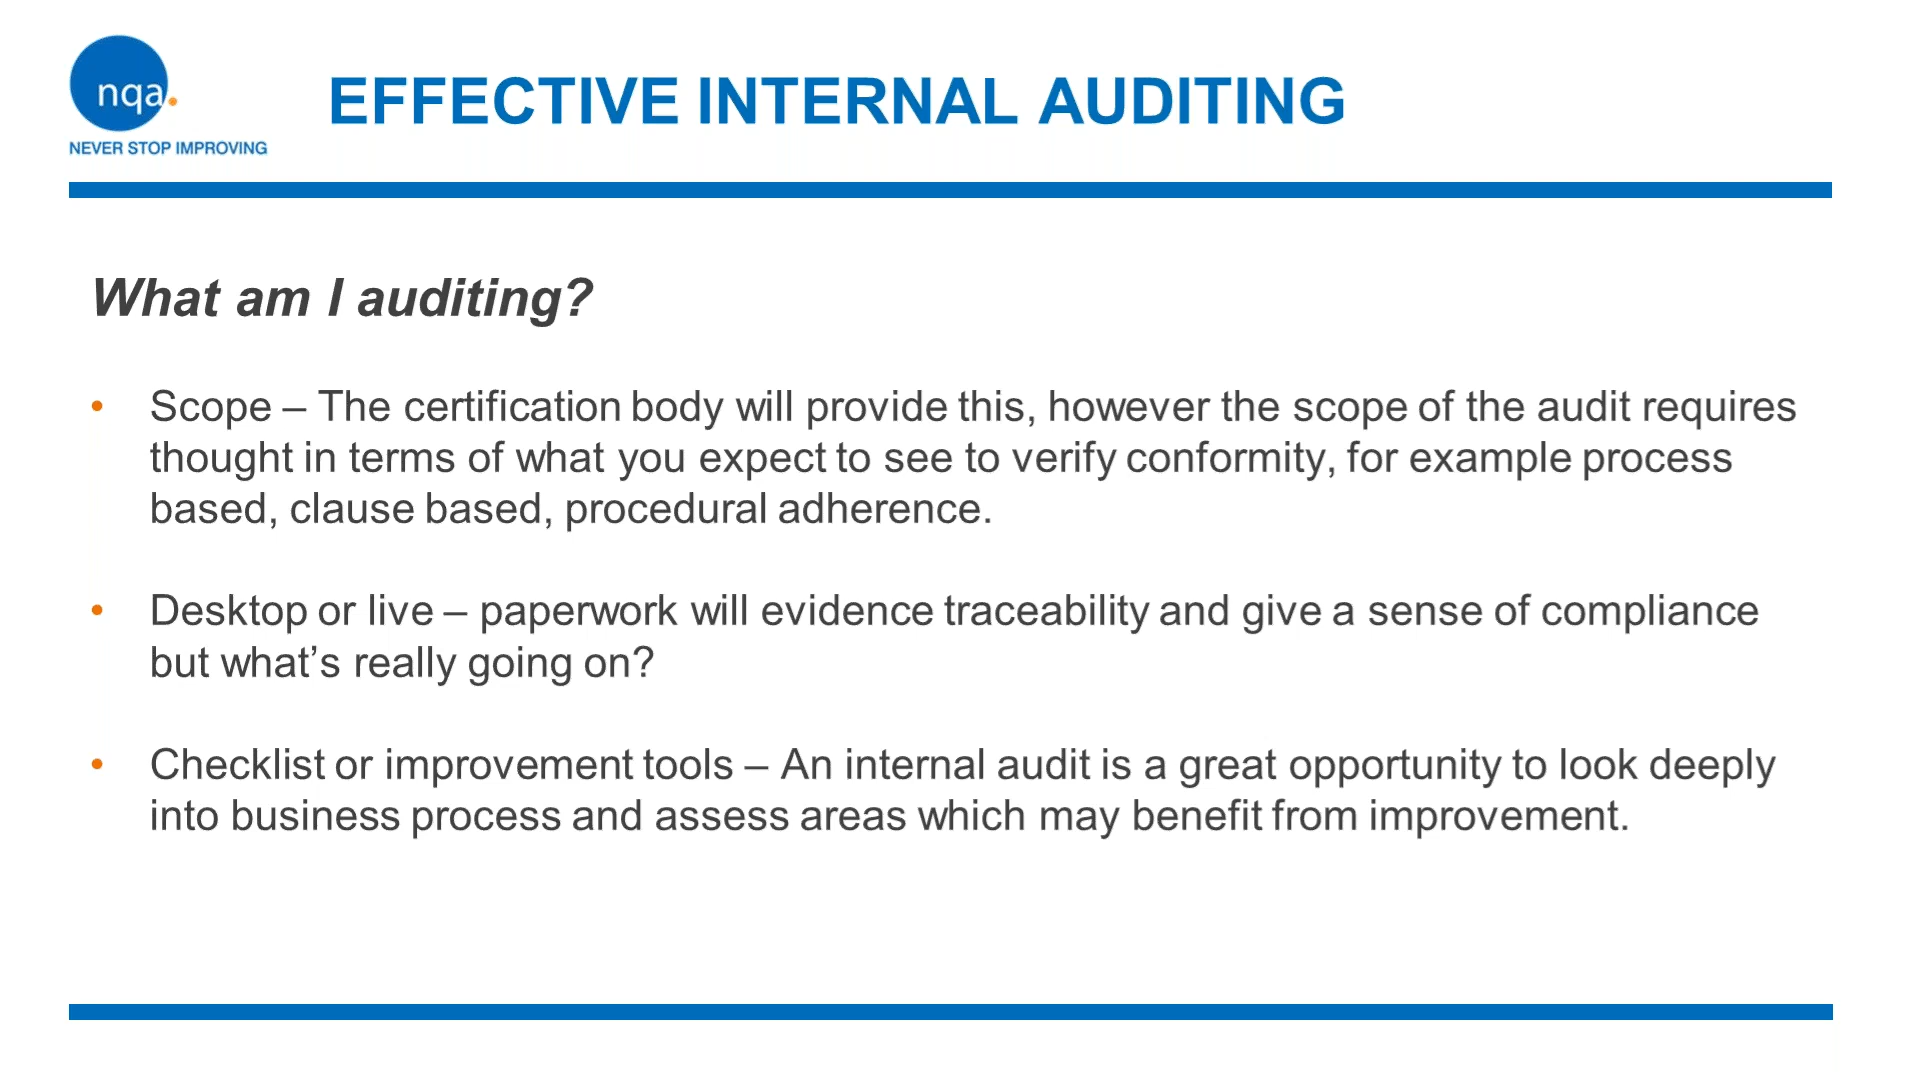 nqa.
NEVER STOP IMPROVING
EFFECTIVE INTERNAL AUDITING
What am I auditing?
• Scope – The certification body will provide this, however the scope of the audit requires
thought in terms of what you expect to see to verify conformity, for example process
based, clause based, procedural adherence.
• Desktop or live – paperwork will evidence traceability and give a sense of compliance
but what’s really going on?
• Checklist or improvement tools – An internal audit is a great opportunity to look deeply
into business process and assess areas which may benefit from improvement.